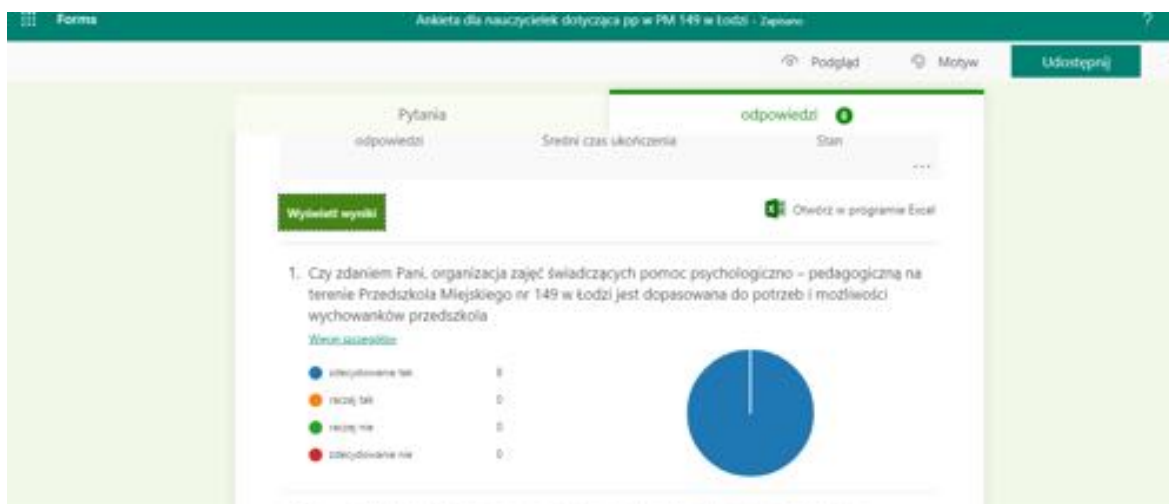 Forms
Ankieta dla nauczycielek dotycząca pp w PM 149 w Łodzi - Zapisano
?
Podgląd
Motyw
Udostępnij
Pytania
odpowiedzi
odpowiedzi
Średni czas ukończenia
Stan
...
Wyświetl wyniki
Otwórz w programie Excel
1. Czy zdaniem Pani, organizacja zajęć świadczących pomoc psychologiczno – pedagogiczną na
terenie Przedszkola Miejskiego nr 149 w Łodzi jest dopasowana do potrzeb i możliwości
wychowanków przedszkola
Więcej szczegółów
zdecydowanie tak
raczej tak 0
raczej nie 0
zdecydowanie nie 0